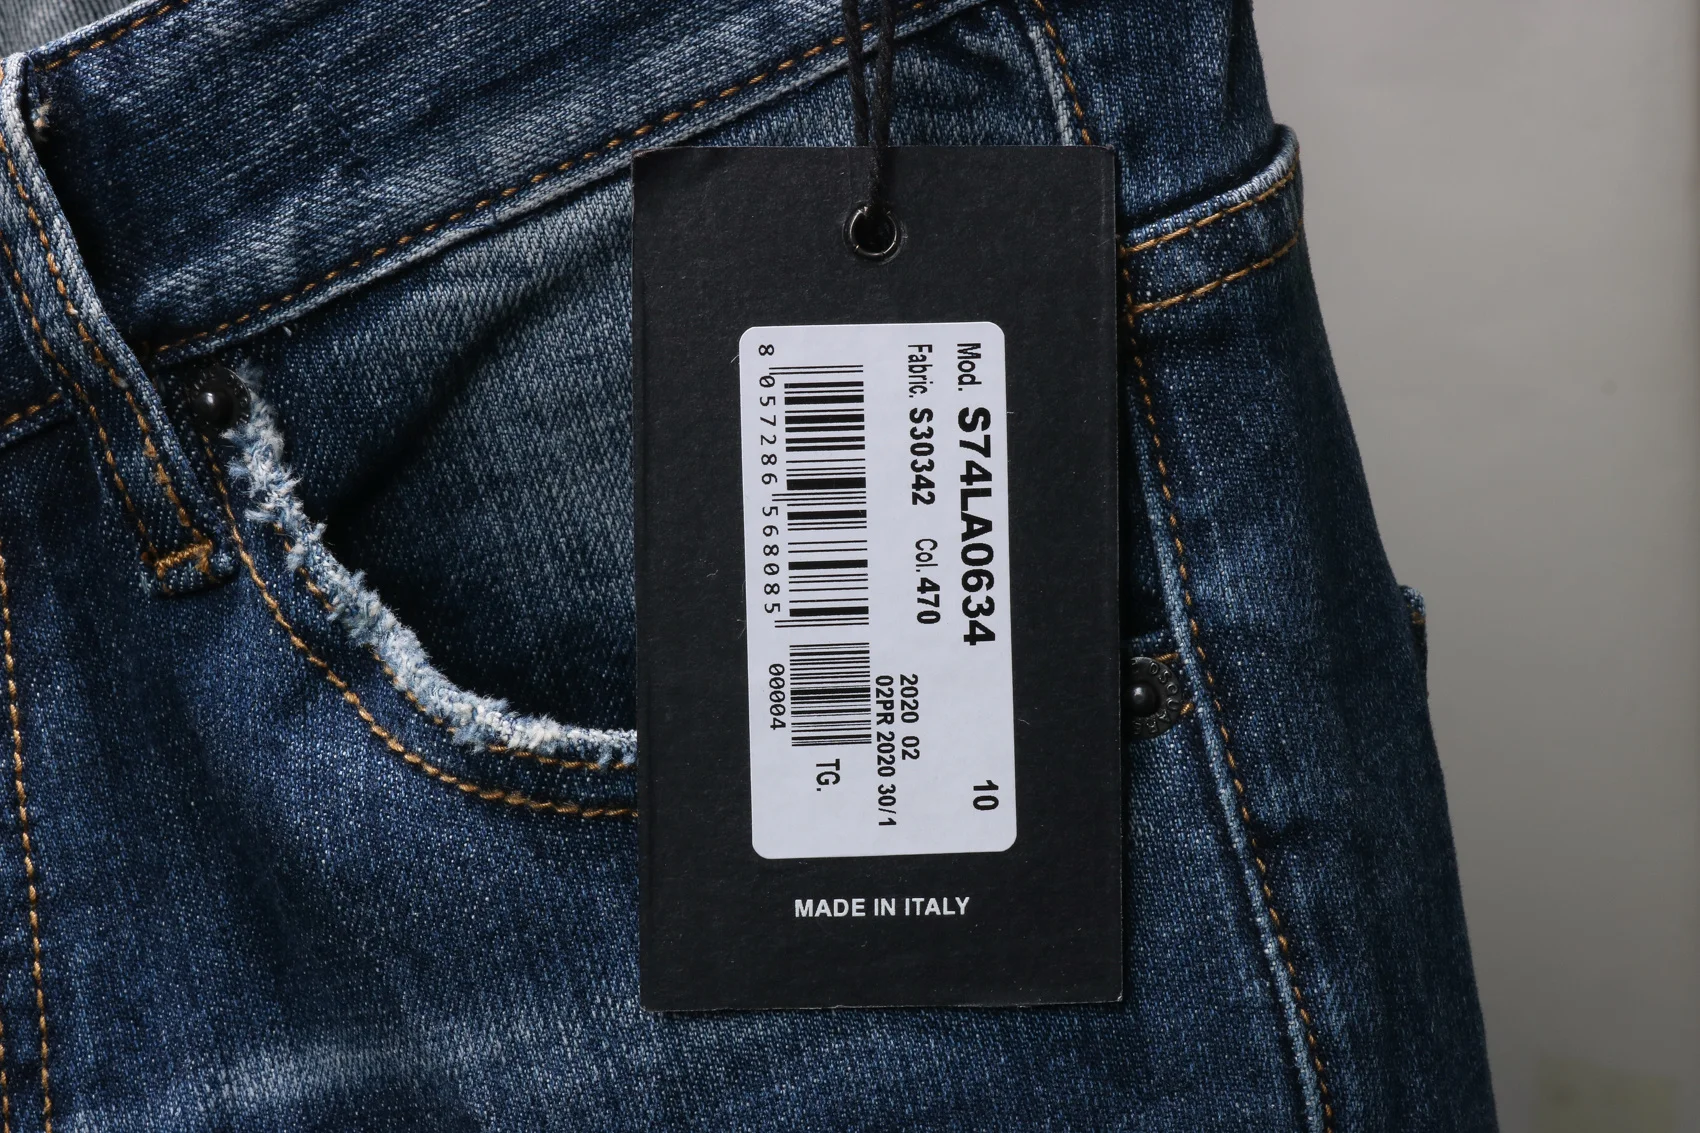 Mod. S74LA0634 10
Fabric. S30342 Col. 470
2020 02
02PR 2020 30/1
8 057286 568085
00004
TG.
MADE IN ITALY